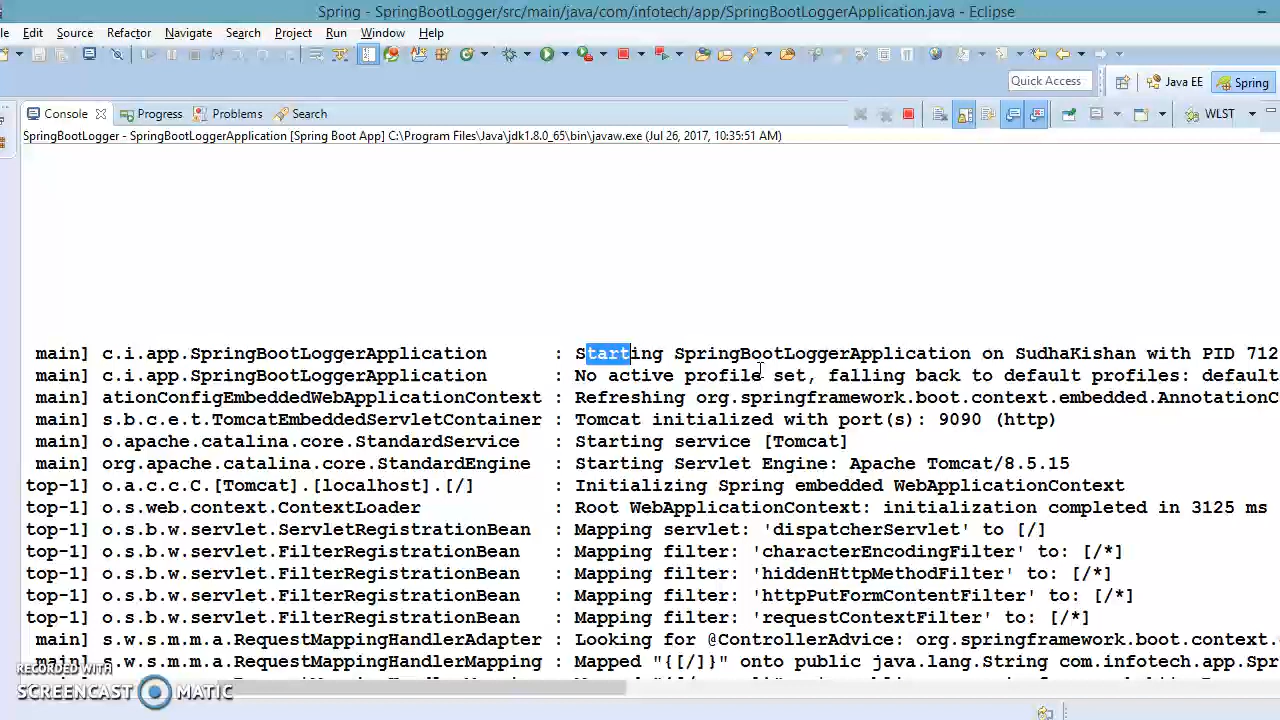 Spring - SpringBootLogger/src/main/java/com/infotech/app/SpringBootLoggerApplication.java - Eclipse
le Edit Source Refactor Navigate Search Project Run Window Help
Quick Access Java EE Spring
Console Progress Problems Search WLST
SpringBootLogger - SpringBootLoggerApplication [Spring Boot App] C:\Program Files\Java\jdk1.8.0_65\bin\javaw.exe (Jul 26, 2017, 10:35:51 AM)
main] c.i.app.SpringBootLoggerApplication : Starting SpringBootLoggerApplication on SudhaKishan with PID 712
main] c.i.app.SpringBootLoggerApplication : No active profile set, falling back to default profiles: default
main] ationConfigEmbeddedWebApplicationContext : Refreshing org.springframework.boot.context.embedded.AnnotationC
main] s.b.c.e.t.TomcatEmbeddedServletContainer : Tomcat initialized with port(s): 9090 (http)
main] o.apache.catalina.core.StandardService : Starting service [Tomcat]
main] org.apache.catalina.core.StandardEngine : Starting Servlet Engine: Apache Tomcat/8.5.15
top-1] o.a.c.c.C.[Tomcat].[localhost].[/] : Initializing Spring embedded WebApplicationContext
top-1] o.s.web.context.ContextLoader : Root WebApplicationContext: initialization completed in 3125 ms
top-1] o.s.b.w.servlet.ServletRegistrationBean : Mapping servlet: 'dispatcherServlet' to [/]
top-1] o.s.b.w.servlet.FilterRegistrationBean : Mapping filter: 'characterEncodingFilter' to: [/*]
top-1] o.s.b.w.servlet.FilterRegistrationBean : Mapping filter: 'hiddenHttpMethodFilter' to: [/*]
top-1] o.s.b.w.servlet.FilterRegistrationBean : Mapping filter: 'httpPutFormContentFilter' to: [/*]
top-1] o.s.b.w.servlet.FilterRegistrationBean : Mapping filter: 'requestContextFilter' to: [/*]
main] s.w.s.m.m.a.RequestMappingHandlerAdapter : Looking for @ControllerAdvice: org.springframework.boot.context.
main] s.w.s.m.m.a.RequestMappingHandlerMapping : Mapped "{[/]}" onto public java.lang.String com.infotech.app.Spr
RECORDED WITH
SCREENCAST MATIC